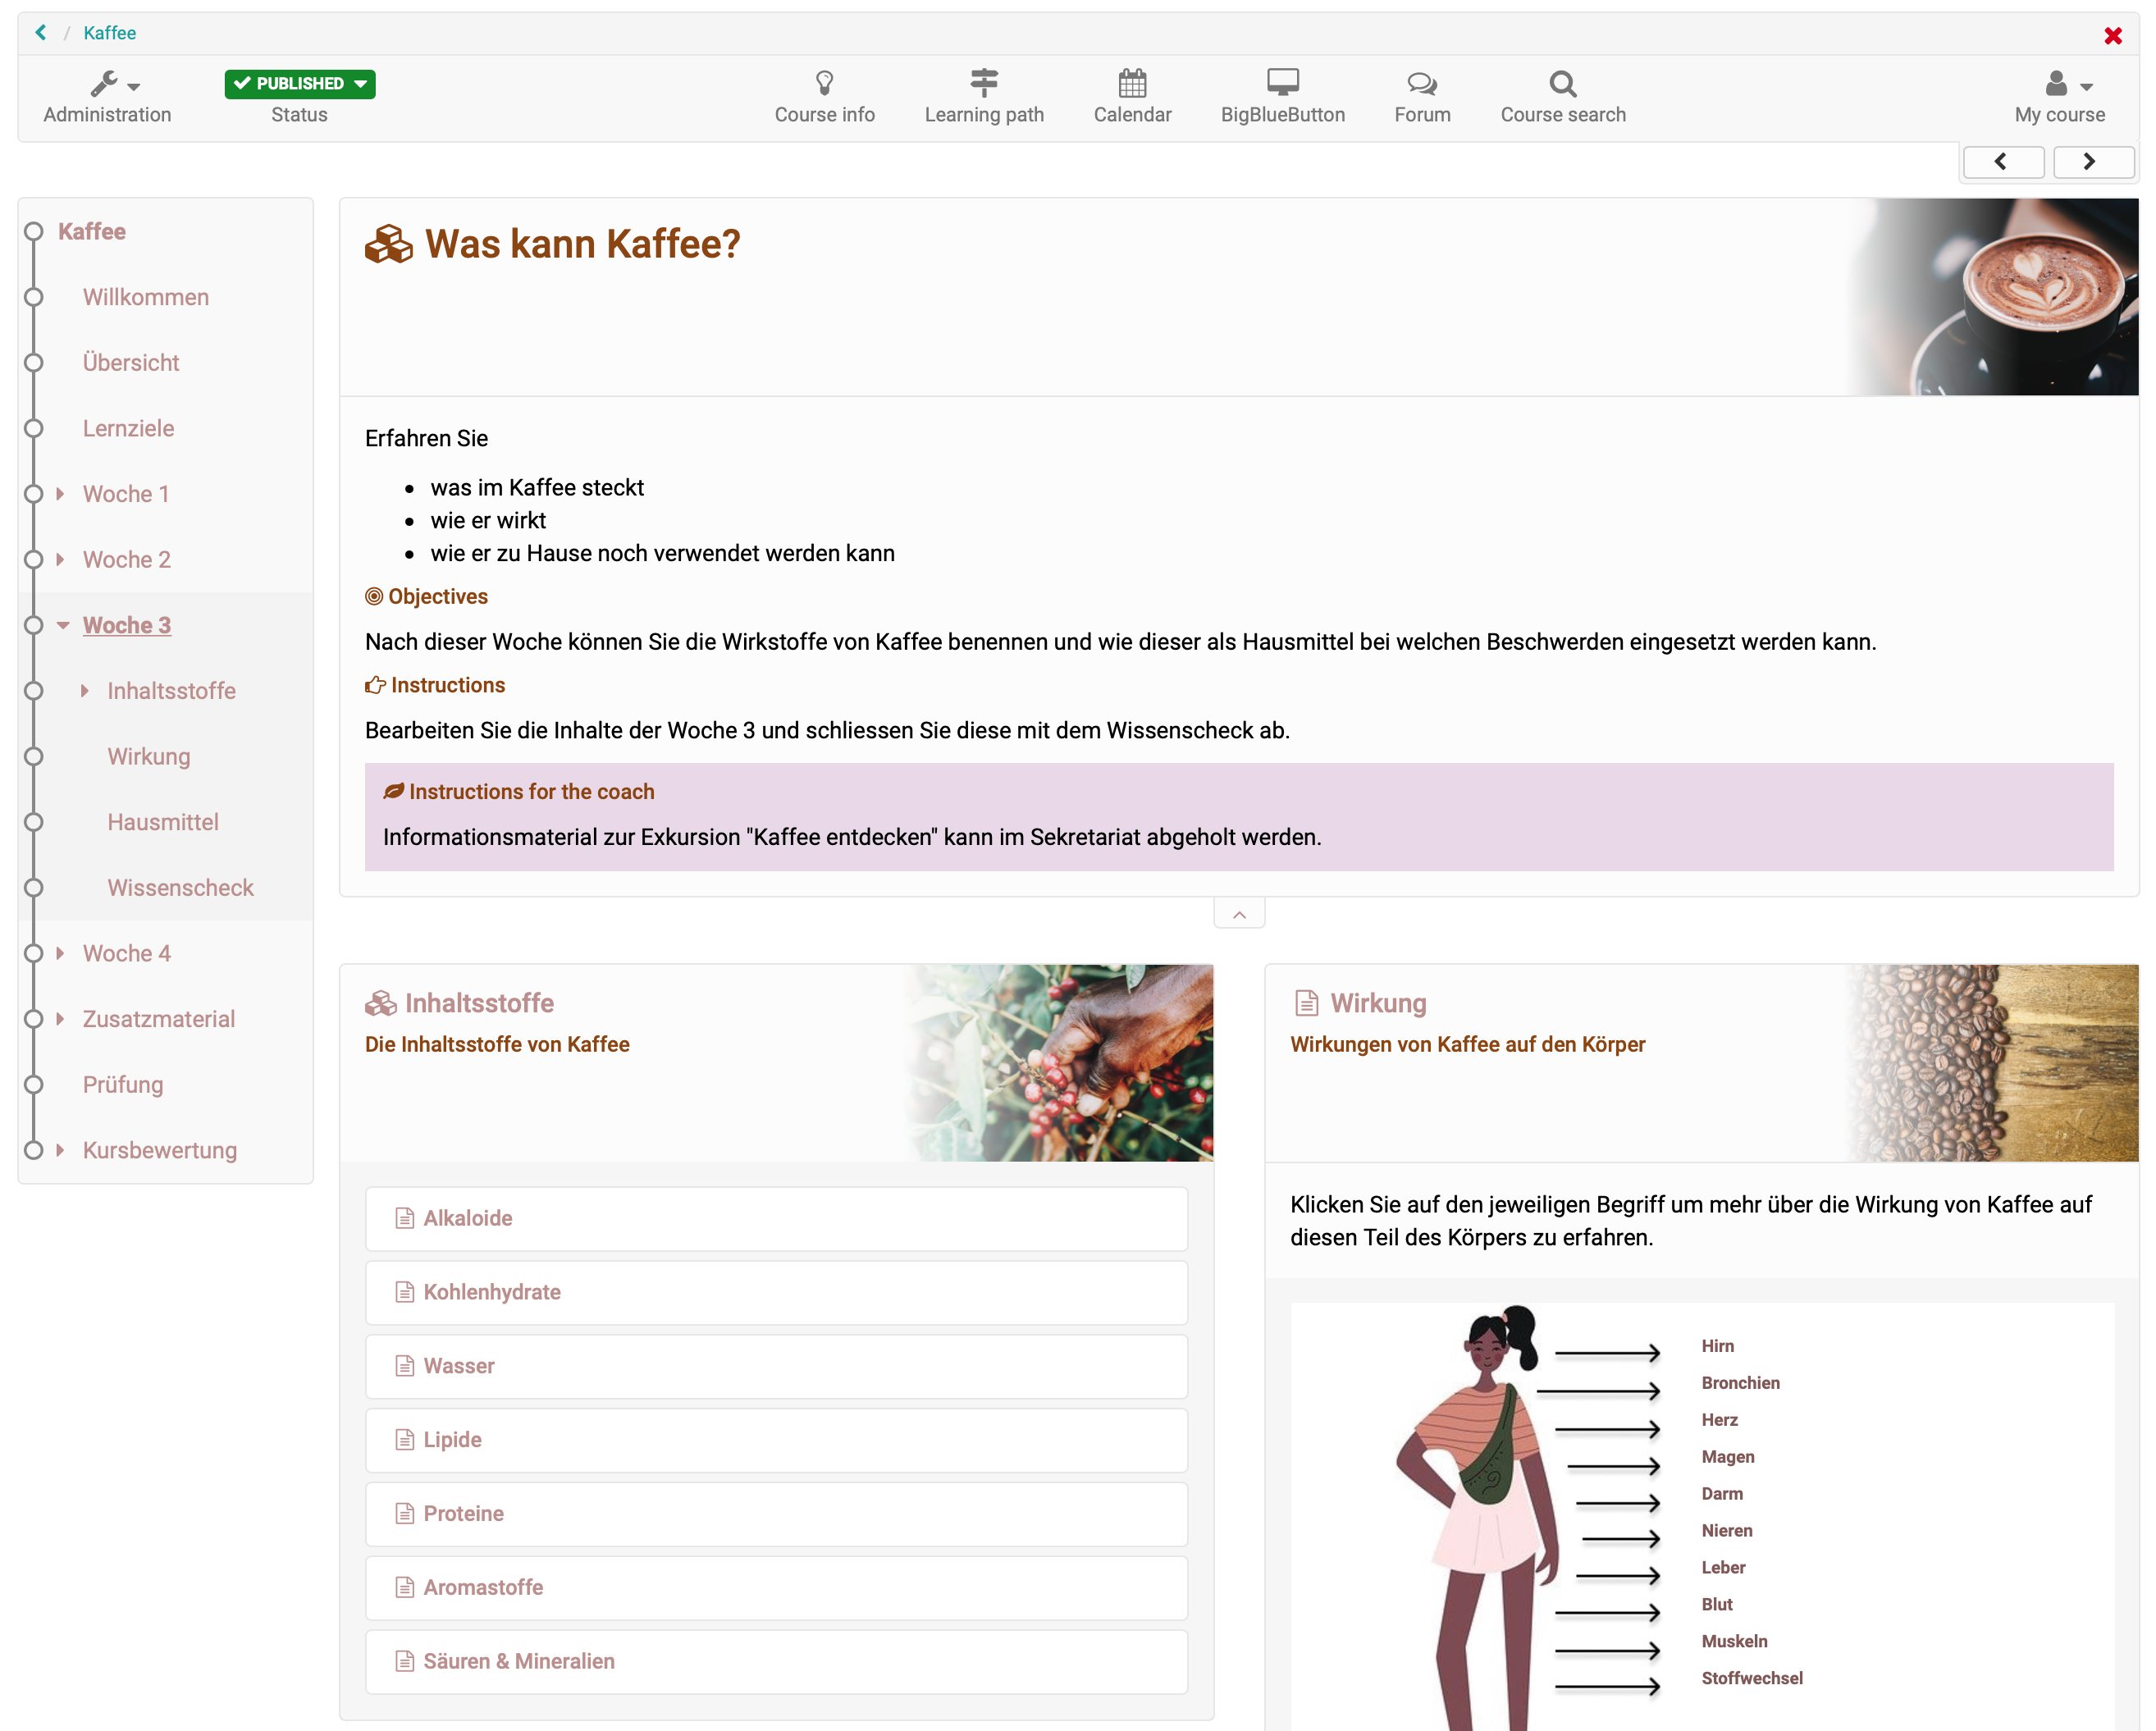 / Kaffee
Administration
PUBLISHED
Status
Course info
Learning path
Calendar
BigBlueButton
Forum
Course search
My course
Kaffee
Willkommen
Übersicht
Lernziele
Woche 1
Woche 2
Woche 3
Inhaltsstoffe
Wirkung
Hausmittel
Wissenscheck
Woche 4
Zusatzmaterial
Prüfung
Kursbewertung
Was kann Kaffee?
Erfahren Sie
• was im Kaffee steckt
• wie er wirkt
• wie er zu Hause noch verwendet werden kann
Objectives
Nach dieser Woche können Sie die Wirkstoffe von Kaffee benennen und wie dieser als Hausmittel bei welchen Beschwerden eingesetzt werden kann.
Instructions
Bearbeiten Sie die Inhalte der Woche 3 und schliessen Sie diese mit dem Wissenscheck ab.
Instructions for the coach
Informationsmaterial zur Exkursion "Kaffee entdecken" kann im Sekretariat abgeholt werden.
Inhaltsstoffe
Die Inhaltsstoffe von Kaffee
Alkaloide
Kohlenhydrate
Wasser
Lipide
Proteine
Aromastoffe
Säuren & Mineralien
Wirkung
Wirkungen von Kaffee auf den Körper
Klicken Sie auf den jeweiligen Begriff um mehr über die Wirkung von Kaffee auf
diesen Teil des Körpers zu erfahren.
Hirn
Bronchien
Herz
Magen
Darm
Nieren
Leber
Blut
Muskeln
Stoffwechsel